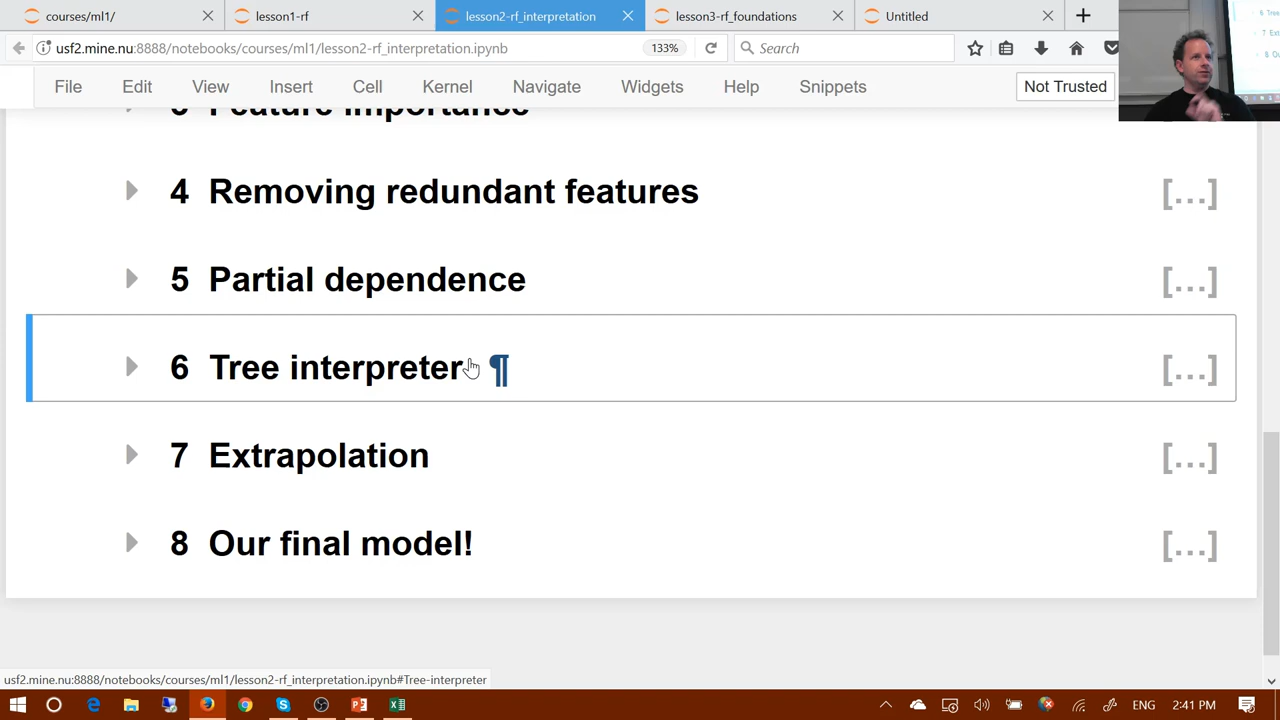 courses/ml1/
lesson1-rf
lesson2-rf_interpretation
lesson3-rf_foundations
Untitled
usf2.mine.nu:8888/notebooks/courses/ml1/lesson2-rf_interpretation.ipynb
133%
Search
File Edit View Insert Cell Kernel Navigate Widgets Help Snippets
Not Trusted
4 Removing redundant features
[...]
5 Partial dependence
[...]
6 Tree interpreter ¶
[...]
7 Extrapolation
[...]
8 Our final model!
[...]
usf2.mine.nu:8888/notebooks/courses/ml1/lesson2-rf_interpretation.ipynb#Tree-interpreter
ENG
2:41 PM